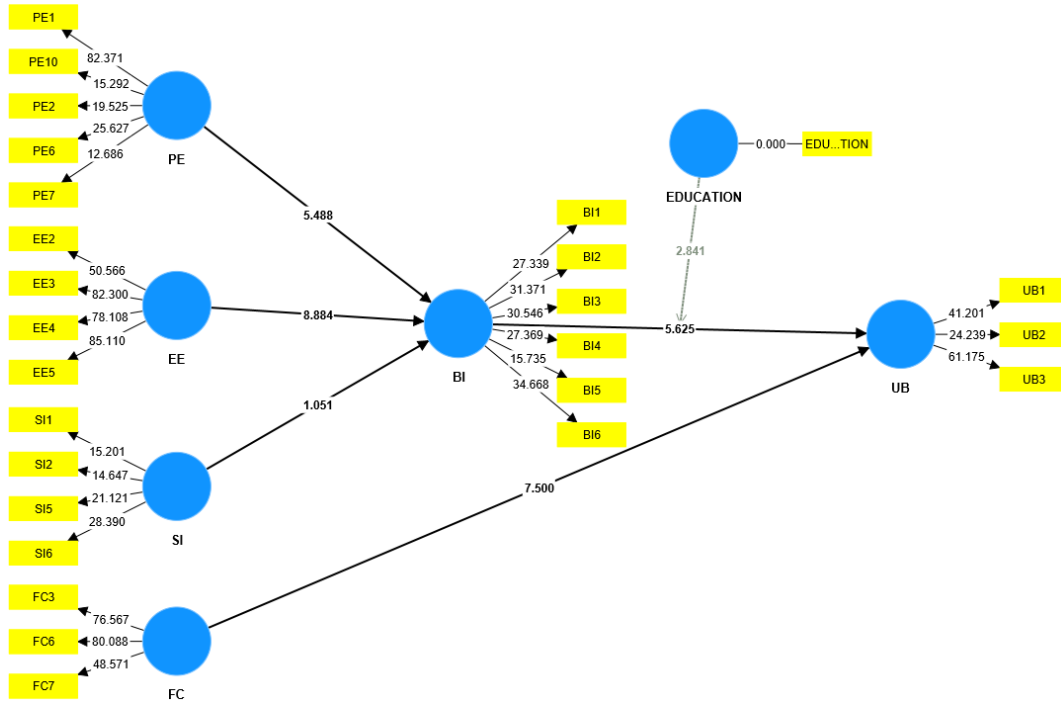 PE1
PE10
PE2
PE6
PE7
82.371
15.292
19.525
25.627
12.686
PE
EE2
EE3
EE4
EE5
50.566
82.300
78.108
85.110
EE
SI1
SI2
SI5
SI6
15.201
14.647
21.121
28.390
SI
FC3
FC6
FC7
76.567
80.088
48.571
FC
5.488
8.884
1.051
7.500
BI
27.339
31.371
30.546
27.369
15.735
34.668
BI1
BI2
BI3
BI4
BI5
BI6
EDUCATION
0.000
EDU...TION
2.841
5.625
UB
41.201
24.239
61.175
UB1
UB2
UB3